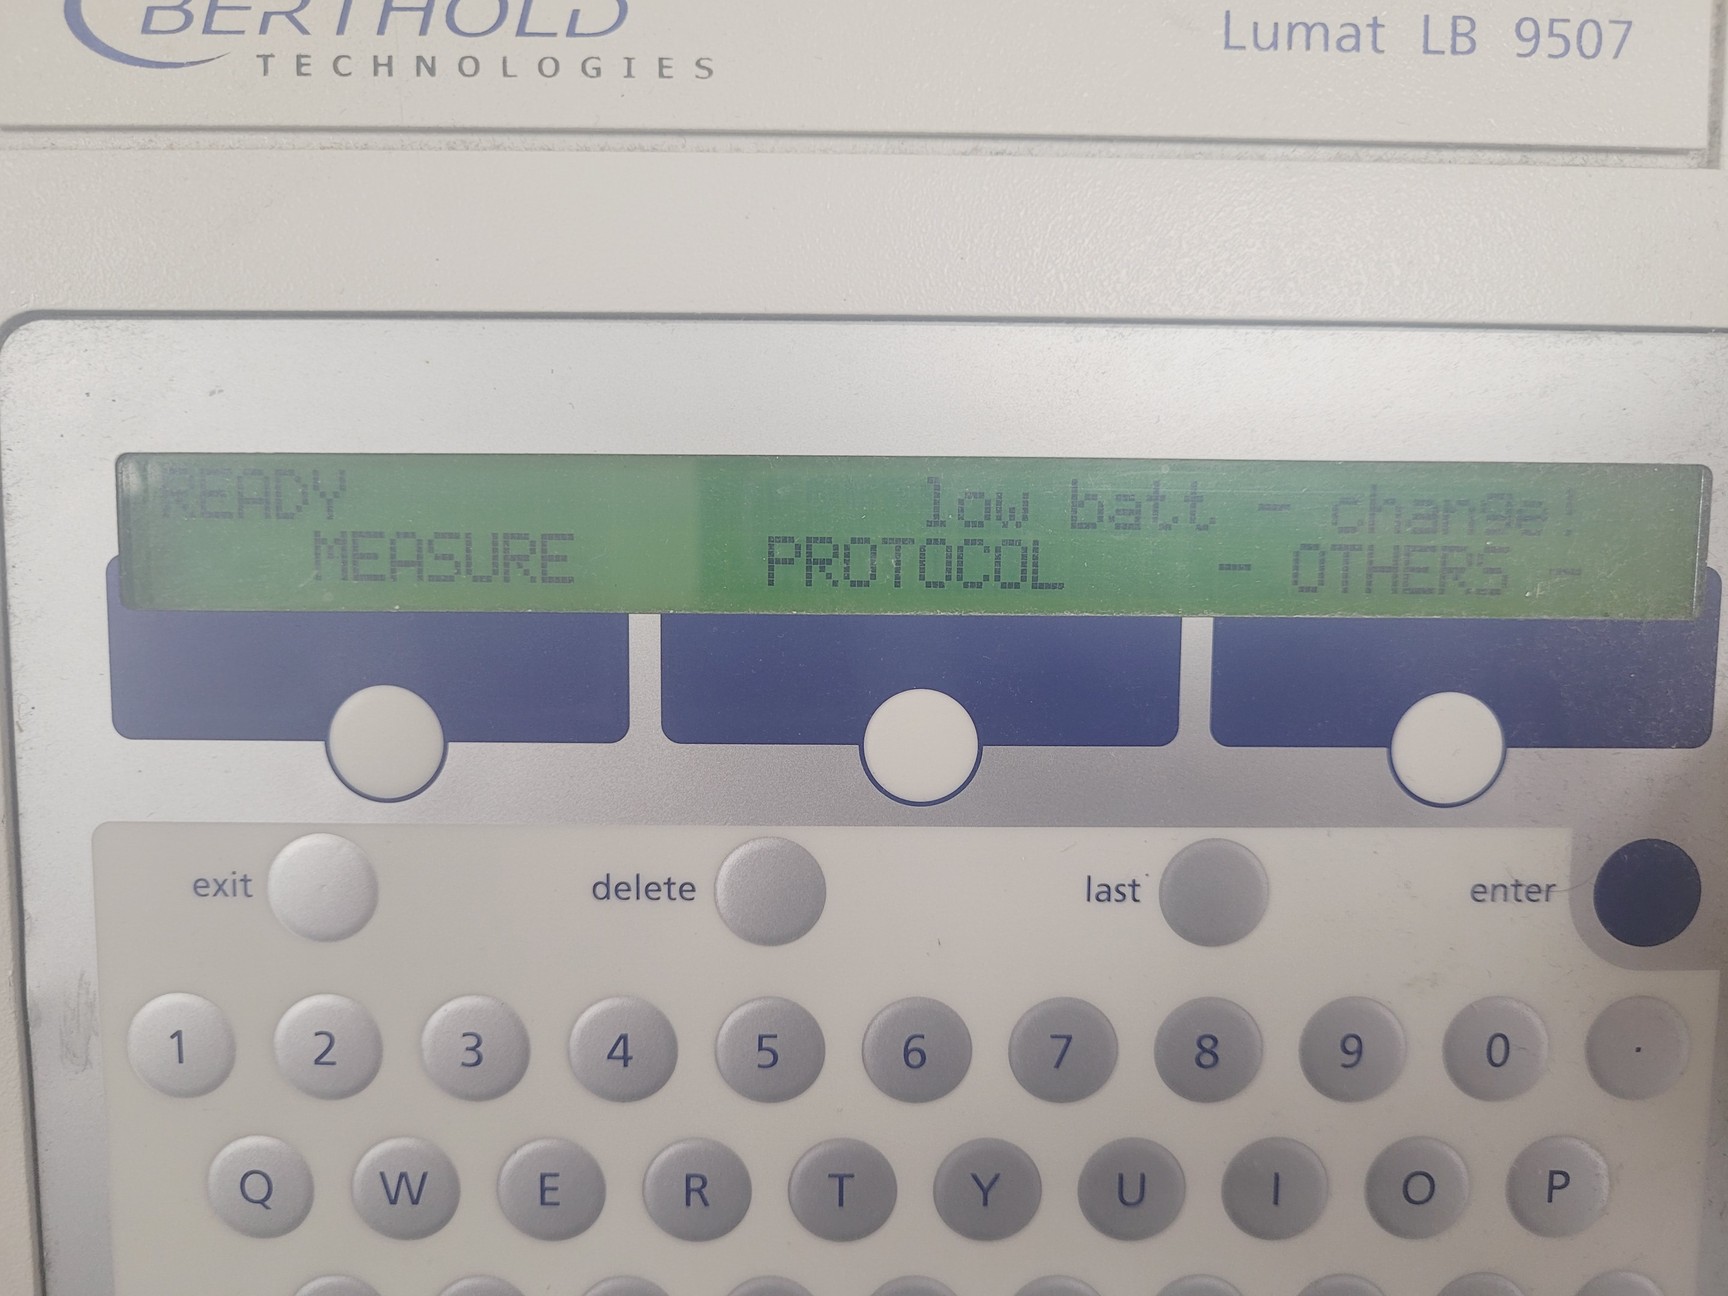 BERTHOLD
TECHNOLOGIES
Lumat LB 9507
READY low batt - change!
MEASURE PROTOCOL - OTHERS -
exit delete last enter
1 2 3 4 5 6 7 8 9 0 .
Q W E R T Y U I O P